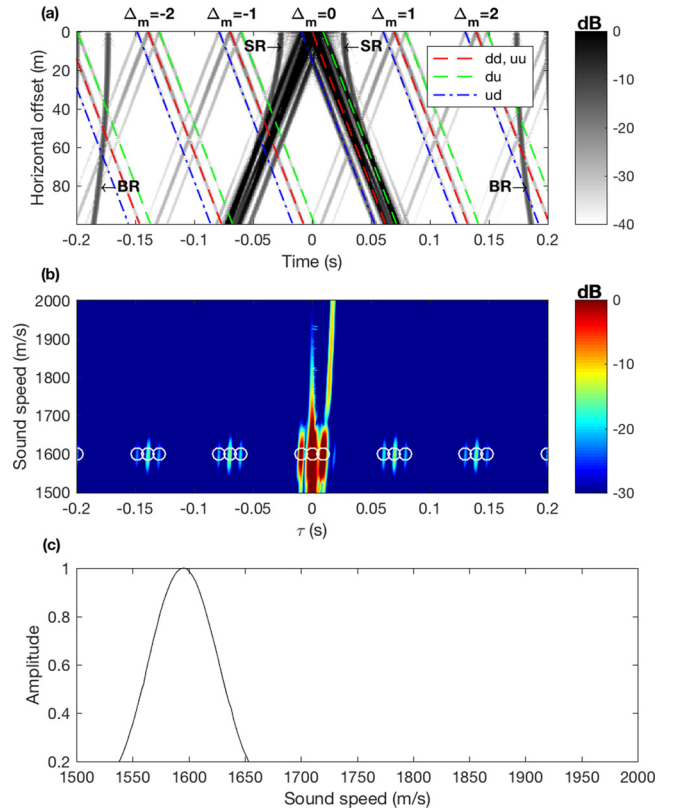 (a) Δm=-2 Δm=-1 Δm=0 Δm=1 Δm=2 dB
0 SR SR 0
dd, uu
du
ud
20 -10
40
60 -20
80 BR BR -30
-40
-0.2 -0.15 -0.1 -0.05 0 0.05 0.1 0.15 0.2
Horizontal offset (m)
Time (s)
(b) dB
2000 0
1900
1800 -10
1700
1600 -20
1500 -30
-0.2 -0.15 -0.1 -0.05 0 0.05 0.1 0.15 0.2
Sound speed (m/s)
τ (s)
(c)
1
0.8
0.6
0.4
0.2
1500 1550 1600 1650 1700 1750 1800 1850 1900 1950 2000
Amplitude
Sound speed (m/s)